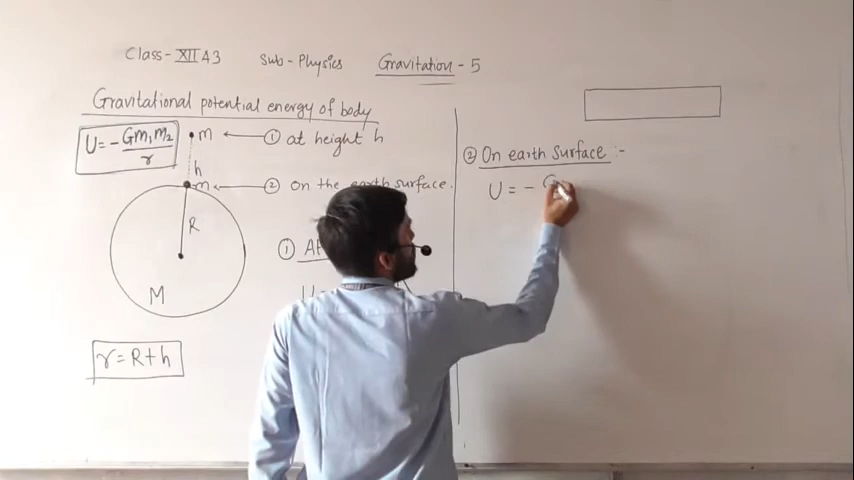 Class - XII A3 Sub - Physics Gravitation - 5
Gravitational potential energy of body
U = - Gm₁m₂/r
m ← ① at height h
h
m ← ② on the earth surface.
R
M
r = R + h
①
② On earth Surface :-
U = - G